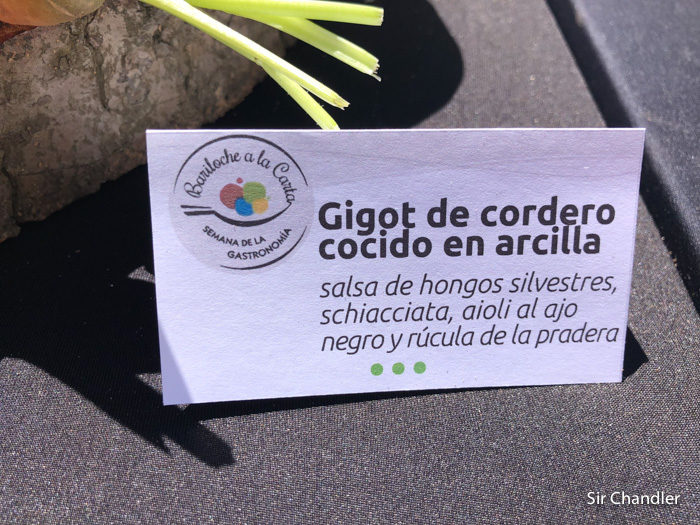 Bariloche a la Carta
SEMANA DE LA
GASTRONOMÍA
Gigot de cordero
cocido en arcilla
salsa de hongos silvestres,
schiacciata, aioli al ajo
negro y rúcula de la pradera
Sir Chandler